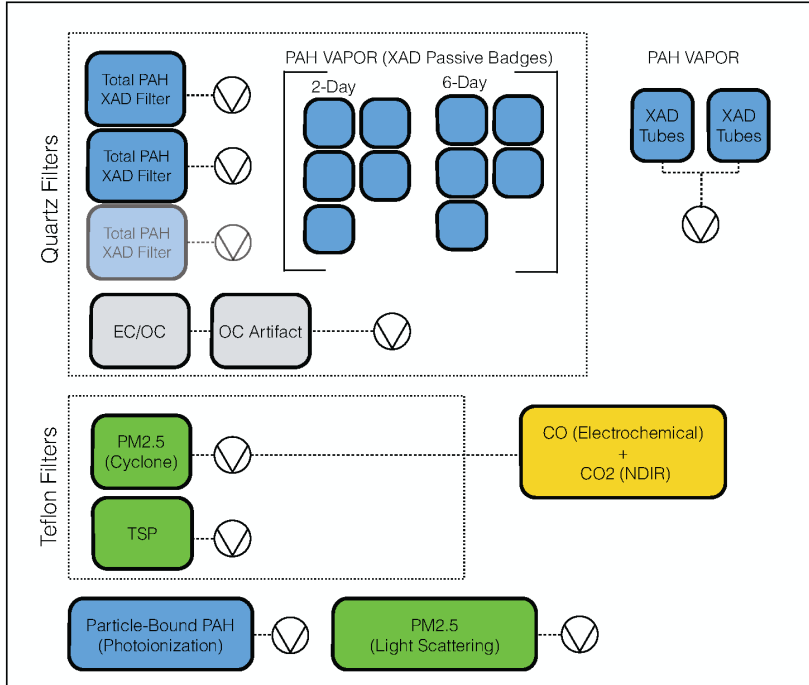 Quartz Filters
Total PAH
XAD Filter
Total PAH
XAD Filter
Total PAH
XAD Filter
PAH VAPOR (XAD Passive Badges)
2-Day
6-Day
PAH VAPOR
XAD
Tubes
XAD
Tubes
EC/OC
OC Artifact
Teflon Filters
PM2.5
(Cyclone)
TSP
CO (Electrochemical)
+
CO2 (NDIR)
Particle-Bound PAH
(Photoionization)
PM2.5
(Light Scattering)